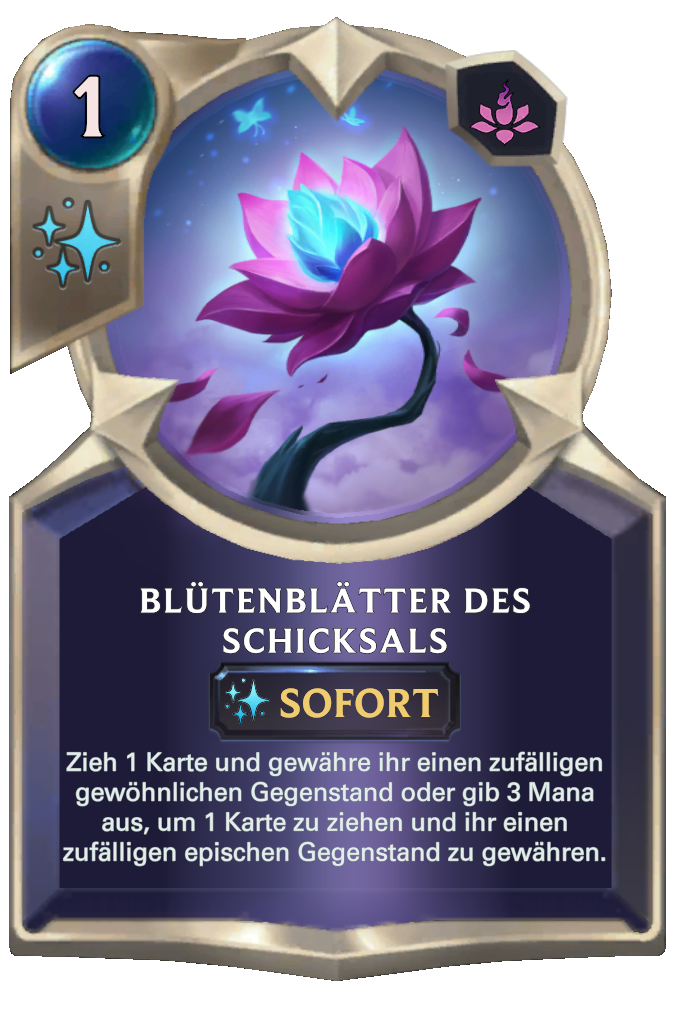 1
BLÜTENBLÄTTER DES
SCHICKSALS
SOFORT
Zieh 1 Karte und gewähre ihr einen zufälligen
gewöhnlichen Gegenstand oder gib 3 Mana
aus, um 1 Karte zu ziehen und ihr einen
zufälligen epischen Gegenstand zu gewähren.